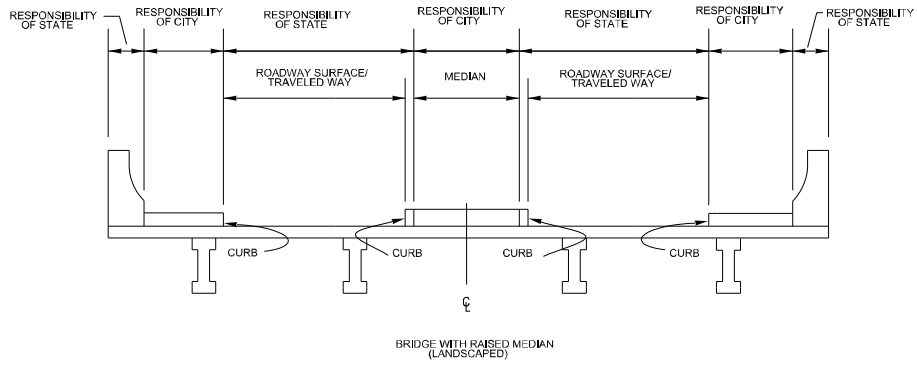 RESPONSIBILITY
OF STATE
RESPONSIBILITY
OF CITY
RESPONSIBILITY
OF STATE
RESPONSIBILITY
OF CITY
RESPONSIBILITY
OF STATE
RESPONSIBILITY
OF CITY
RESPONSIBILITY
OF STATE
ROADWAY SURFACE/
TRAVELED WAY
MEDIAN
ROADWAY SURFACE/
TRAVELED WAY
CURB
CURB
CURB
CURB
℄
BRIDGE WITH RAISED MEDIAN
(LANDSCAPED)